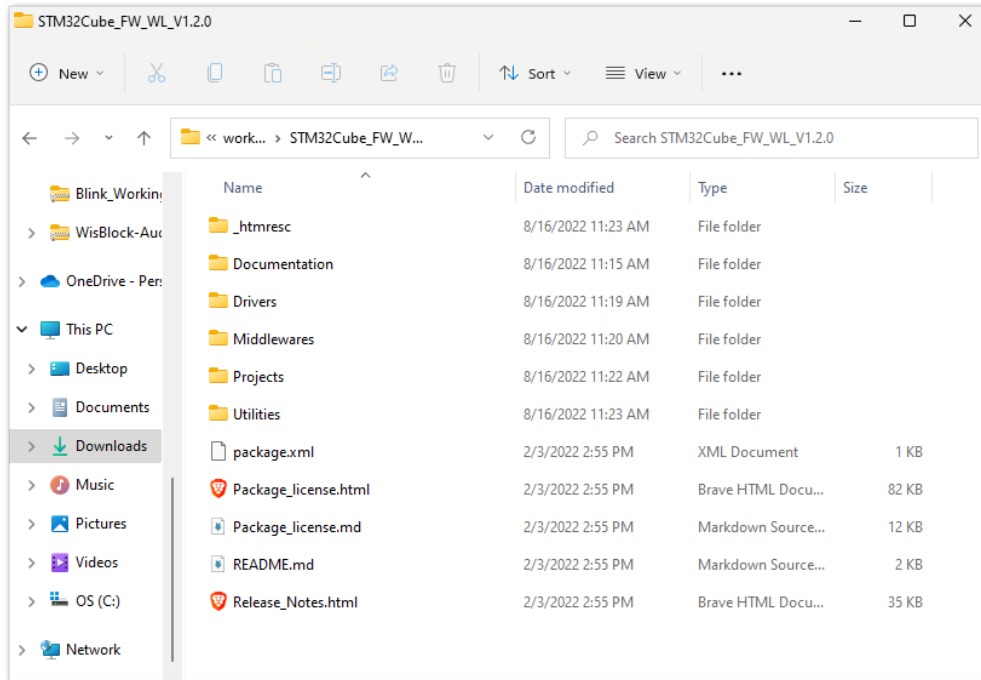 STM32Cube_FW_WL_V1.2.0
New Sort View
« work... > STM32Cube_FW_W... Search STM32Cube_FW_WL_V1.2.0
Blink_Working
WisBlock-Auc
OneDrive - Pers
This PC
Desktop
Documents
Downloads
Music
Pictures
Videos
OS (C:)
Network
Name Date modified Type Size
_htmresc 8/16/2022 11:23 AM File folder
Documentation 8/16/2022 11:15 AM File folder
Drivers 8/16/2022 11:19 AM File folder
Middlewares 8/16/2022 11:20 AM File folder
Projects 8/16/2022 11:22 AM File folder
Utilities 8/16/2022 11:23 AM File folder
package.xml 2/3/2022 2:55 PM XML Document 1 KB
Package_license.html 2/3/2022 2:55 PM Brave HTML Docu... 82 KB
Package_license.md 2/3/2022 2:55 PM Markdown Source... 12 KB
README.md 2/3/2022 2:55 PM Markdown Source... 2 KB
Release_Notes.html 2/3/2022 2:55 PM Brave HTML Docu... 35 KB